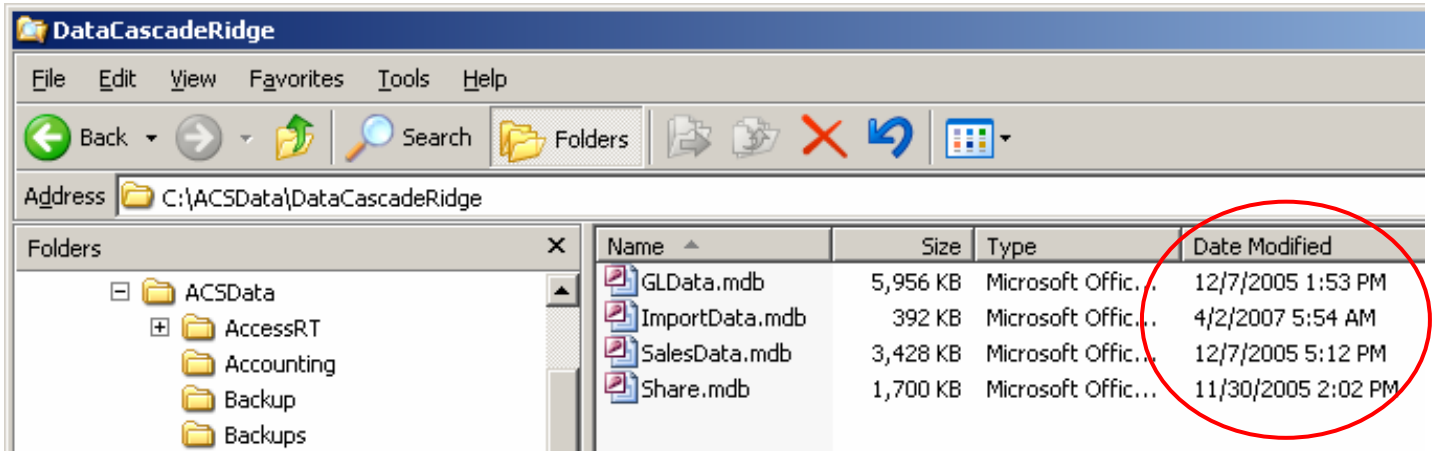 DataCascadeRidge
File Edit View Favorites Tools Help
Back Search Folders
Address C:\ACSData\DataCascadeRidge
Folders x Name Size Type Date Modified
ACSData GLData.mdb 5,956 KB Microsoft Offic... 12/7/2005 1:53 PM
AccessRT ImportData.mdb 392 KB Microsoft Offic... 4/2/2007 5:54 AM
Accounting SalesData.mdb 3,428 KB Microsoft Offic... 12/7/2005 5:12 PM
Backup Share.mdb 1,700 KB Microsoft Offic... 11/30/2005 2:02 PM
Backups